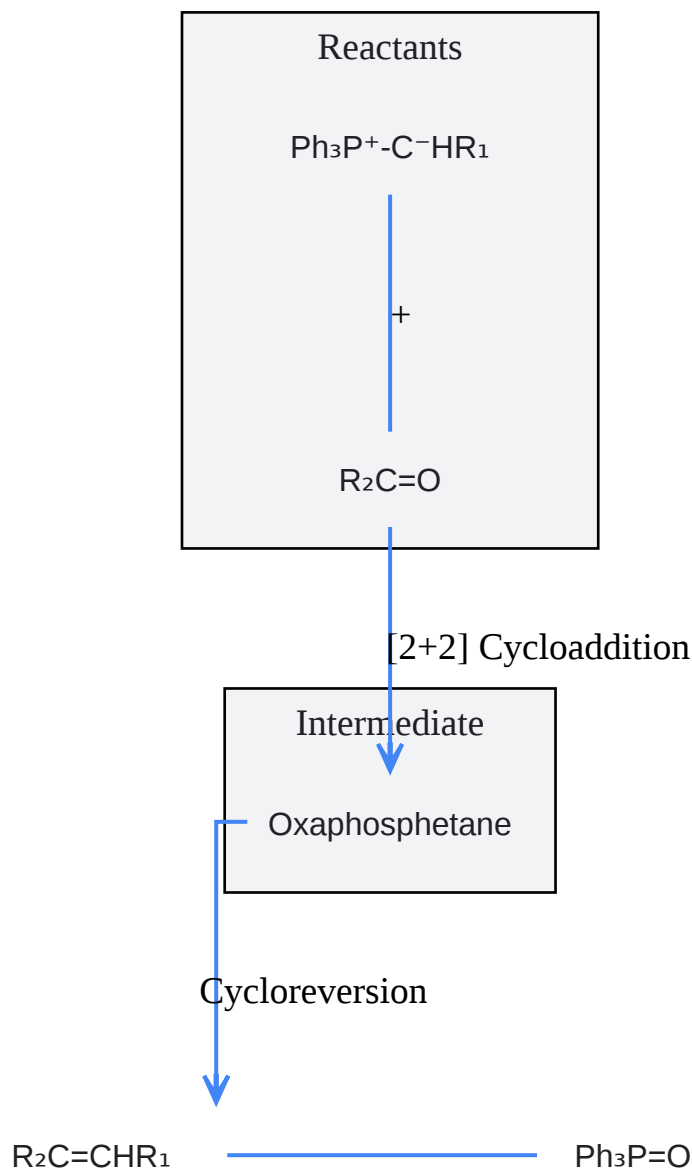 Reactants
Ph₃P⁺-C⁻HR₁
+
R₂C=O
[2+2] Cycloaddition
Intermediate
Oxaphosphetane
Cycloreversion
R₂C=CHR₁ Ph₃P=O